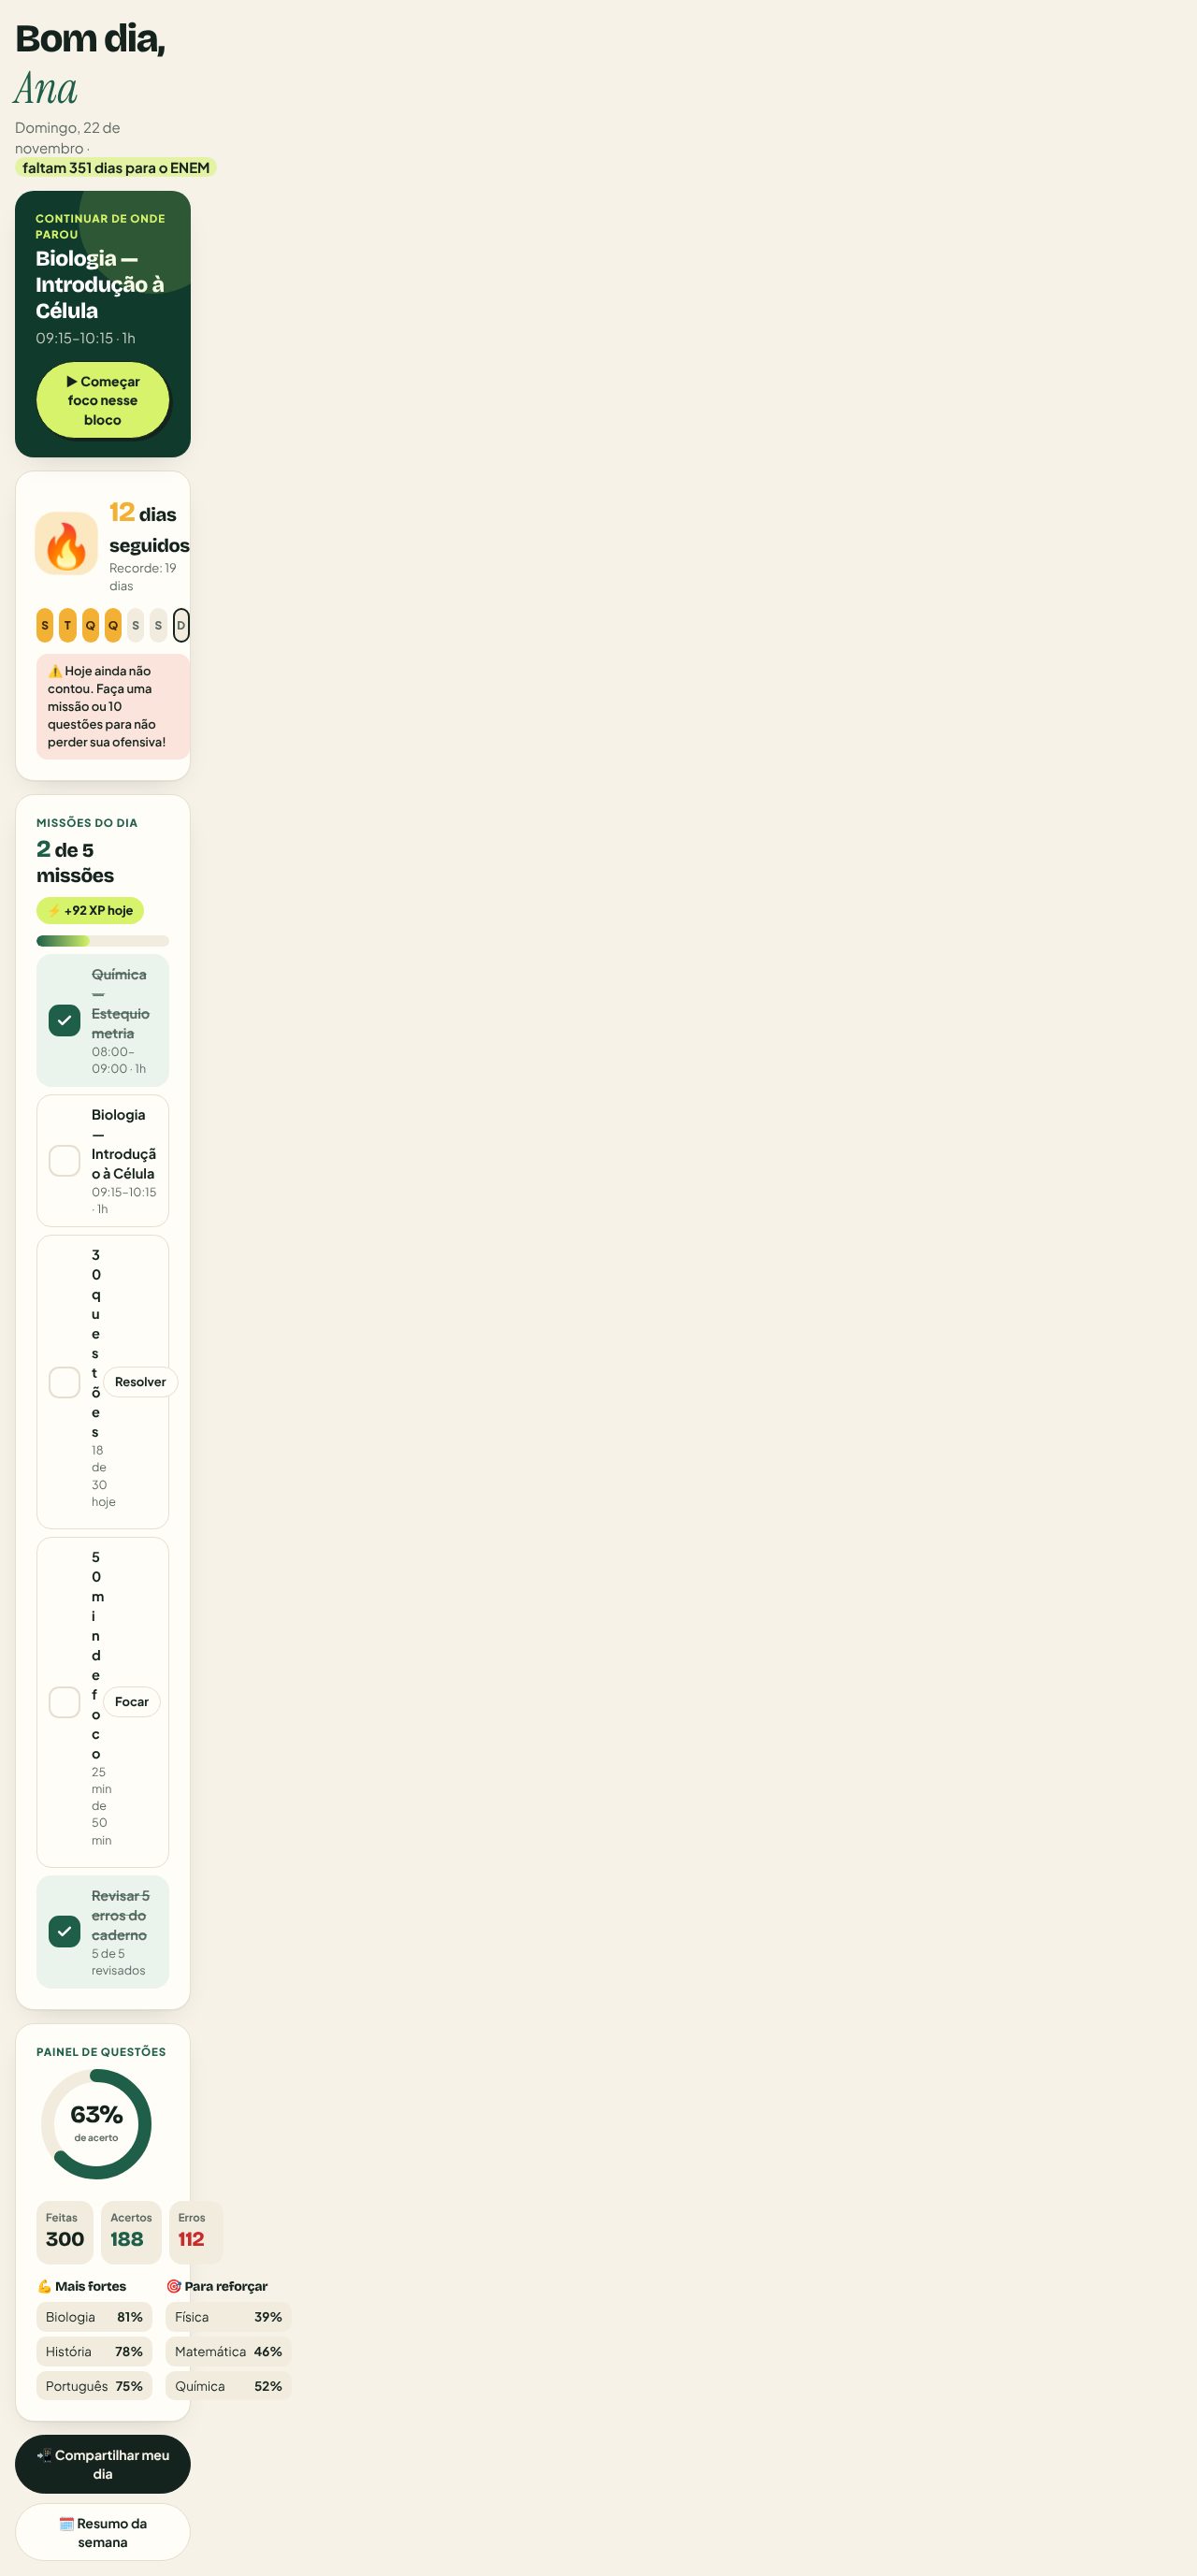 Bom dia,
Ana
Domingo, 22 de
novembro ·
faltam 351 dias para o ENEM
CONTINUAR DE ONDE
PAROU
Biologia —
Introdução à
Célula
09:15–10:15 · 1h
▶ Começar
foco nesse
bloco
12 dias
seguidos
Recorde: 19
dias
S T Q Q S S D
⚠️ Hoje ainda não
contou. Faça uma
missão ou 10
questões para não
perder sua ofensiva!
MISSÕES DO DIA
2 de 5
missões
⚡ +92 XP hoje
Química
—
Estequio
metria
08:00–
09:00 · 1h
Biologia
—
Introduçã
o à Célula
09:15–10:15
· 1h
3
0
q
u
e
s
t
õ
e
s
18
de
30
hoje
Resolver
5
0
m
i
n
d
e
f
o
c
o
25
min
de
50
min
Focar
Revisar 5
erros do
caderno
5 de 5
revisados
PAINEL DE QUESTÕES
63%
de acerto
Feitas Acertos Erros
300 188 112
💪 Mais fortes 🎯 Para reforçar
Biologia 81% Física 39%
História 78% Matemática 46%
Português 75% Química 52%
📲 Compartilhar meu
dia
🗓️ Resumo da
semana